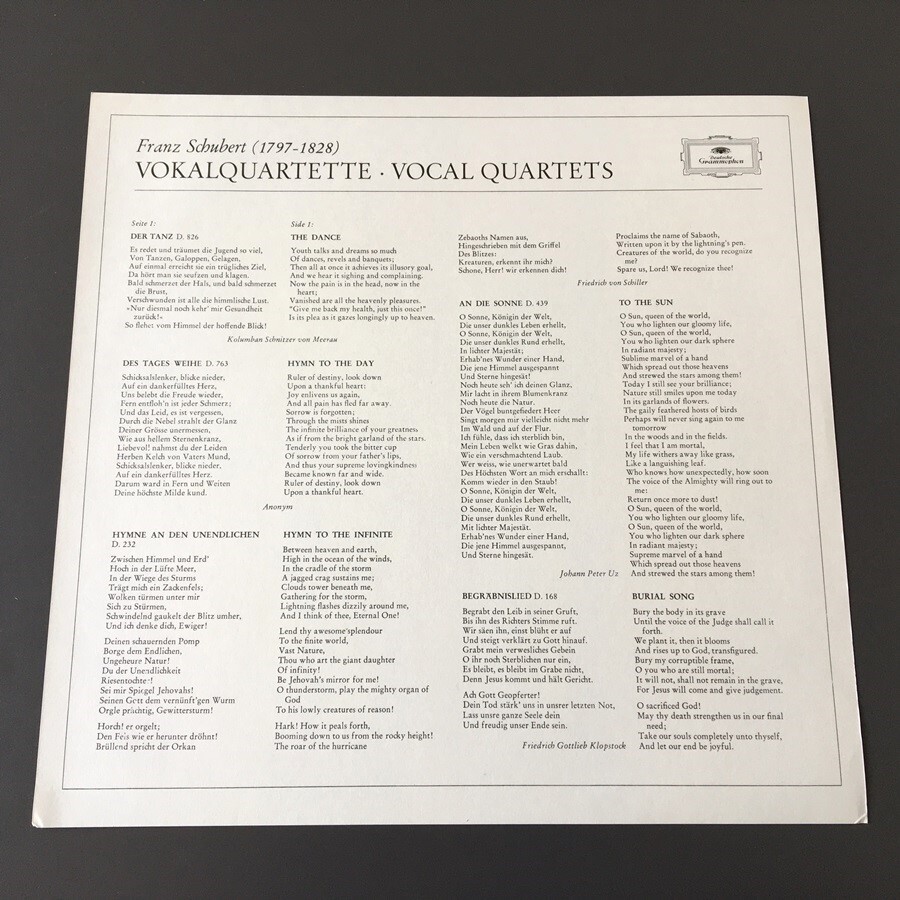 Franz Schubert (1797-1828)
VOKALQUARTETTE · VOCAL QUARTETS
Deutsche
Grammophon
Seite 1:
DER TANZ D. 826
Es redet und träumet die Jugend so viel,
Von Tanzen, Galoppen, Gelagen,
Auf einmal erreicht sie ein trügliches Ziel,
Da hört man sie seufzen und klagen.
Bald schmerzet der Hals, und bald schmerzet
die Brust,
Verschwunden ist alle die himmlische Lust.
»Nur diesmal noch kehr' mir Gesundheit
zurück!«
So flehet vom Himmel der hoffende Blick!
Side 1:
THE DANCE
Youth talks and dreams so much
Of dances, revels and banquets;
Then all at once it achieves its illusory goal,
And we hear it sighing and complaining.
Now the pain is in the head, now in the
heart;
Vanished are all the heavenly pleasures.
"Give me back my health, just this once!"
Is its plea as it gazes longingly up to heaven.
Kolumban Schnitzer von Meerau
DES TAGES WEIHE D. 763
Schicksalslenker, blicke nieder,
Auf ein dankerfülltes Herz,
Uns belebt die Freude wieder,
Fern entfloh'n ist jeder Schmerz;
Und das Leid, es ist vergessen,
Durch die Nebel strahlt der Glanz
Deiner Grösse unermessen,
Wie aus hellem Sternenkranz,
Liebevoll nahmst du der Leiden
Herben Kelch von Vaters Mund,
Schicksalslenker, blicke nieder,
Auf ein dankerfülltes Herz.
Darum ward in Fern und Weiten
Deine höchste Milde kund.
HYMN TO THE DAY
Ruler of destiny, look down
Upon a thankful heart;
Joy enlivens us again,
And all pain has fled far away.
Sorrow is forgotten;
Through the mists shines
The infinite brilliance of your greatness
As if from the bright garland of the stars.
Tenderly you took the bitter cup
Of sorrow from your father's lips,
And thus your supreme lovingkindness
Became known far and wide.
Ruler of destiny, look down
Upon a thankful heart.
Anonym
HYMNE AN DEN UNENDLICHEN
D. 232
Zwischen Himmel und Erd'
Hoch in der Lüfte Meer,
In der Wiege des Sturms
Trägt mich ein Zackenfels;
Wolken türmen unter mir
Sich zu Stürmen,
Schwindelnd gaukelt der Blitz umher,
Und ich denke dich, Ewiger!
Deinen schauernden Pomp
Borge dem Endlichen,
Ungeheure Natur!
Du der Unendlichkeit
Riesentochter!
Sei mir Spiegel Jehovahs!
Seinen Gott dem vernünft'gen Wurm
Orgle prächtig, Gewittersturm!
Horch! er orgelt;
Den Fels wie er herunter dröhnt!
Brüllend spricht der Orkan
HYMN TO THE INFINITE
Between heaven and earth,
High in the ocean of the winds,
In the cradle of the storm
A jagged crag sustains me;
Clouds tower beneath me,
Gathering for the storm,
Lightning flashes dizzily around me,
And I think of thee, Eternal One!
Lend thy awesome splendour
To the finite world,
Vast Nature,
Thou who art the giant daughter
Of infinity!
Be Jehovah's mirror for me!
O thunderstorm, play the mighty organ of
God
To his lowly creatures of reason!
Hark! How it peals forth,
Booming down to us from the rocky height!
The roar of the hurricane
Zebaoths Namen aus,
Hingeschrieben mit dem Griffel
Des Blitzes:
Kreaturen, erkennt ihr mich?
Schone, Herr! wir erkennen dich!
Proclaims the name of Sabaoth,
Written upon it by the lightning's pen.
Creatures of the world, do you recognize
me?
Spare us, Lord! We recognize thee!
Friedrich von Schiller
AN DIE SONNE D. 439
O Sonne, Königin der Welt,
Die unser dunkles Leben erhellt,
O Sonne, Königin der Welt,
Die unser dunkles Rund erhellt,
In lichter Majestät;
Erhab'nes Wunder einer Hand,
Die jene Himmel ausgespannt
Und Sterne hingesät!
Noch heute seh' ich deinen Glanz,
Mir lacht in ihrem Blumenkranz
Noch heute die Natur.
Der Vögel buntgefiedert Heer
Singt morgen mir vielleicht nicht mehr
Im Wald und auf der Flur.
Ich fühle, dass ich sterblich bin,
Mein Leben welkt wie Gras dahin,
Wie ein verschmachtend Laub.
Wer weiss, wie unerwartet bald
Des Höchsten Wort an mich erschallt:
Komm wieder in den Staub!
O Sonne, Königin der Welt,
Die unser dunkles Leben erhellt,
O Sonne, Königin der Welt,
Die unser dunkles Rund erhellt,
Mit lichter Majestät.
Erhab'nes Wunder einer Hand,
Die jene Himmel ausgespannt,
Und Sterne hingesät.
TO THE SUN
O Sun, queen of the world,
You who lighten our gloomy life,
O Sun, queen of the world,
You who lighten our dark sphere
In radiant majesty;
Sublime marvel of a hand
Which spread out those heavens
And strewed the stars among them!
Today I still see your brilliance;
Nature still smiles upon me today
In its garlands of flowers.
The gaily feathered hosts of birds
Perhaps will never sing again to me
tomorrow
In the woods and in the fields.
I feel that I am mortal,
My life withers away like grass,
Like a languishing leaf.
Who knows how unexpectedly, how soon
The voice of the Almighty will ring out to
me:
Return once more to dust!
O Sun, queen of the world,
You who lighten our gloomy life,
O Sun, queen of the world,
You who lighten our dark sphere
In radiant majesty;
Supreme marvel of a hand
Which spread out those heavens
And strewed the stars among them!
Johann Peter Uz
BEGRABNISLIED D. 168
Begrabt den Leib in seiner Gruft,
Bis ihn des Richters Stimme ruft.
Wir säen ihn, einst blüht er auf
Und steigt verklärt zu Gott hinauf.
Grabt mein verwesliches Gebein
O ihr noch Sterblichen nur ein,
Es bleibt, es bleibt im Grabe nicht,
Denn Jesus kommt und hält Gericht.
Ach Gott Geopferter!
Dein Tod stärk' uns in unsrer letzten Not,
Lass unsre ganze Seele dein
Und freudig unser Ende sein.
BURIAL SONG
Bury the body in its grave
Until the voice of the Judge shall call it
forth.
We plant it, then it blooms
And rises up to God, transfigured.
Bury my corruptible frame,
O you who are still mortal;
It will not, shall not remain in the grave,
For Jesus will come and give judgement.
O sacrificed God!
May thy death strengthen us in our final
need;
Take our souls completely unto thyself,
And let our end be joyful.
Friedrich Gottlieb Klopstock